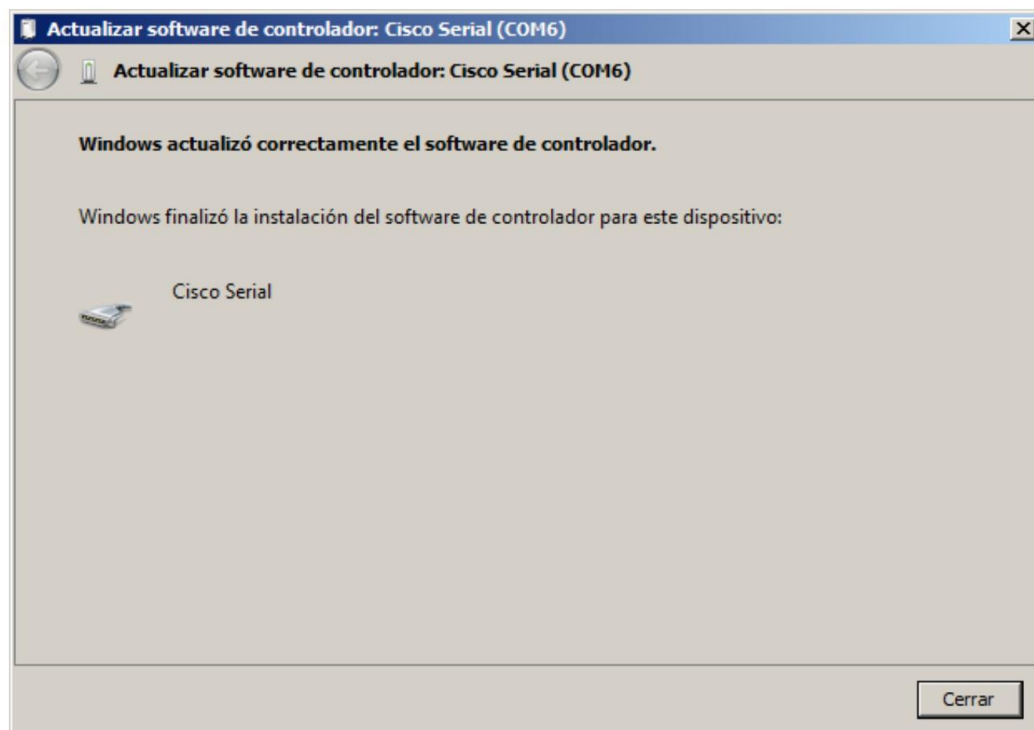 Actualizar software de controlador: Cisco Serial (COM6)
Actualizar software de controlador: Cisco Serial (COM6)
Windows actualizó correctamente el software de controlador.
Windows finalizó la instalación del software de controlador para este dispositivo:
Cisco Serial
Cerrar